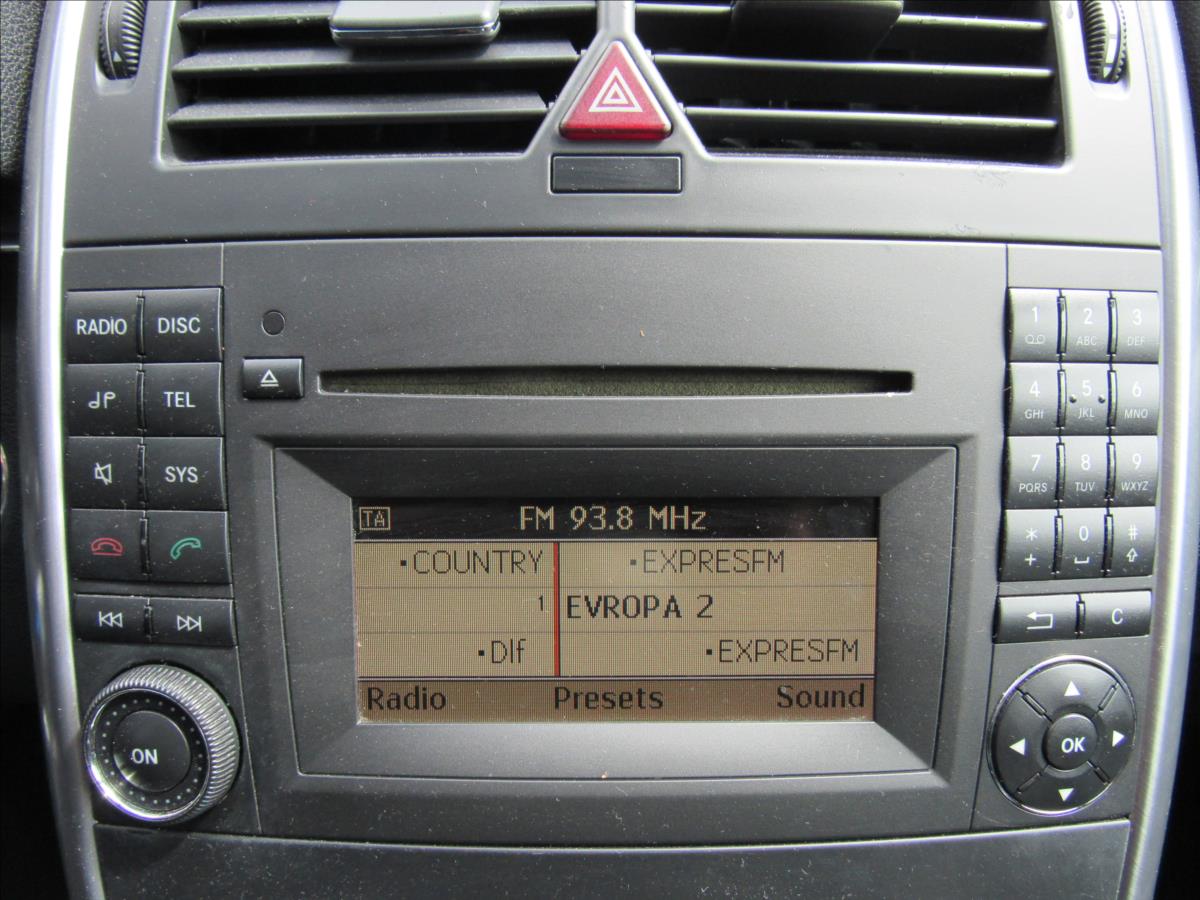 RADIO DISC
TEL
SYS
ON
TA FM 93.8 MHz
COUNTRY EXPRESFM
1 EVROPA 2
Dlf EXPRESFM
Radio Presets Sound
1 2 ABC 3 DEF
4 GHI 5 JKL 6 MNO
7 PQRS 8 TUV 9 WXYZ
* + 0 #
C
OK